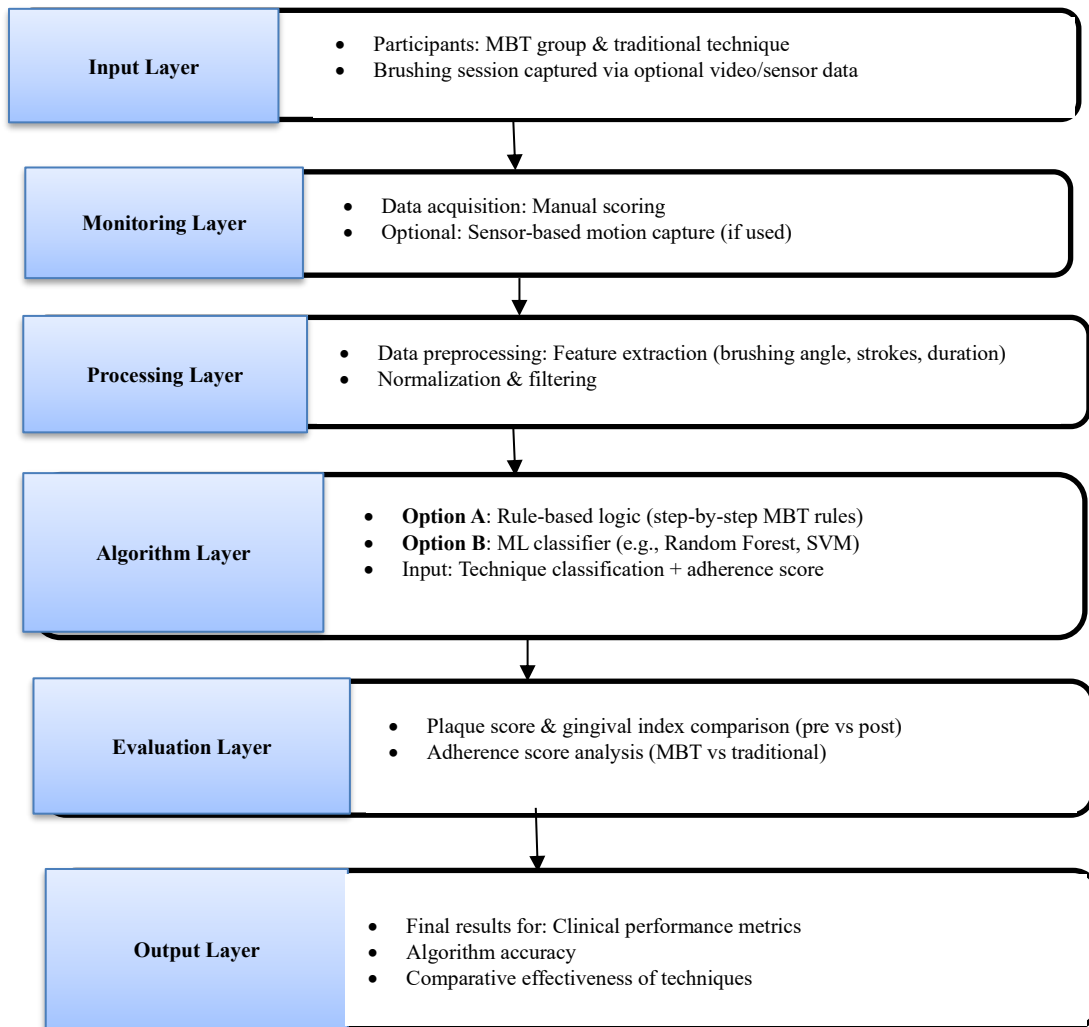 Input Layer
• Participants: MBT group & traditional technique
• Brushing session captured via optional video/sensor data
Monitoring Layer
• Data acquisition: Manual scoring
• Optional: Sensor-based motion capture (if used)
Processing Layer
• Data preprocessing: Feature extraction (brushing angle, strokes, duration)
• Normalization & filtering
Algorithm Layer
• Option A: Rule-based logic (step-by-step MBT rules)
• Option B: ML classifier (e.g., Random Forest, SVM)
• Input: Technique classification + adherence score
Evaluation Layer
• Plaque score & gingival index comparison (pre vs post)
• Adherence score analysis (MBT vs traditional)
Output Layer
• Final results for: Clinical performance metrics
• Algorithm accuracy
• Comparative effectiveness of techniques